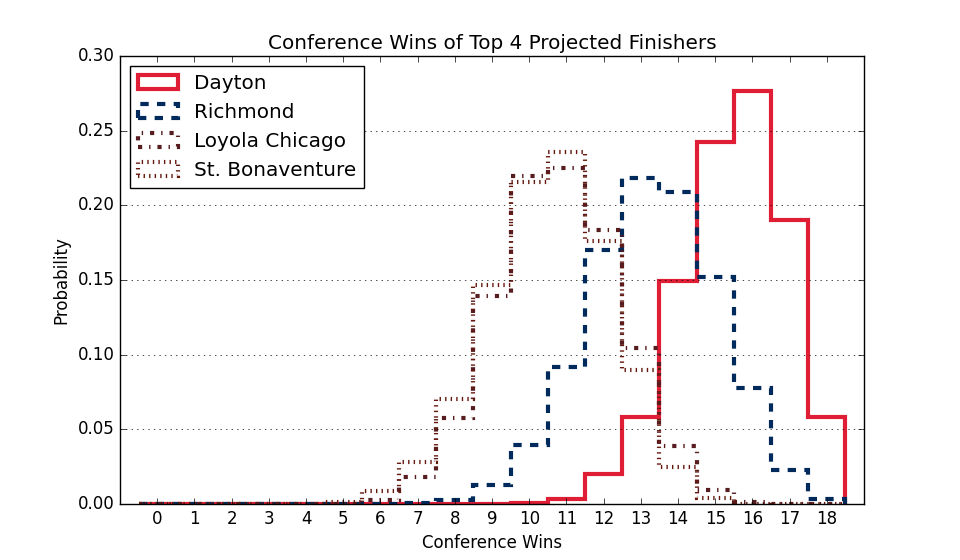 Conference Wins of Top 4 Projected Finishers
Dayton
Richmond
Loyola Chicago
St. Bonaventure
Probability
0.30
0.25
0.20
0.15
0.10
0.05
0.00
0 1 2 3 4 5 6 7 8 9 10 11 12 13 14 15 16 17 18
Conference Wins